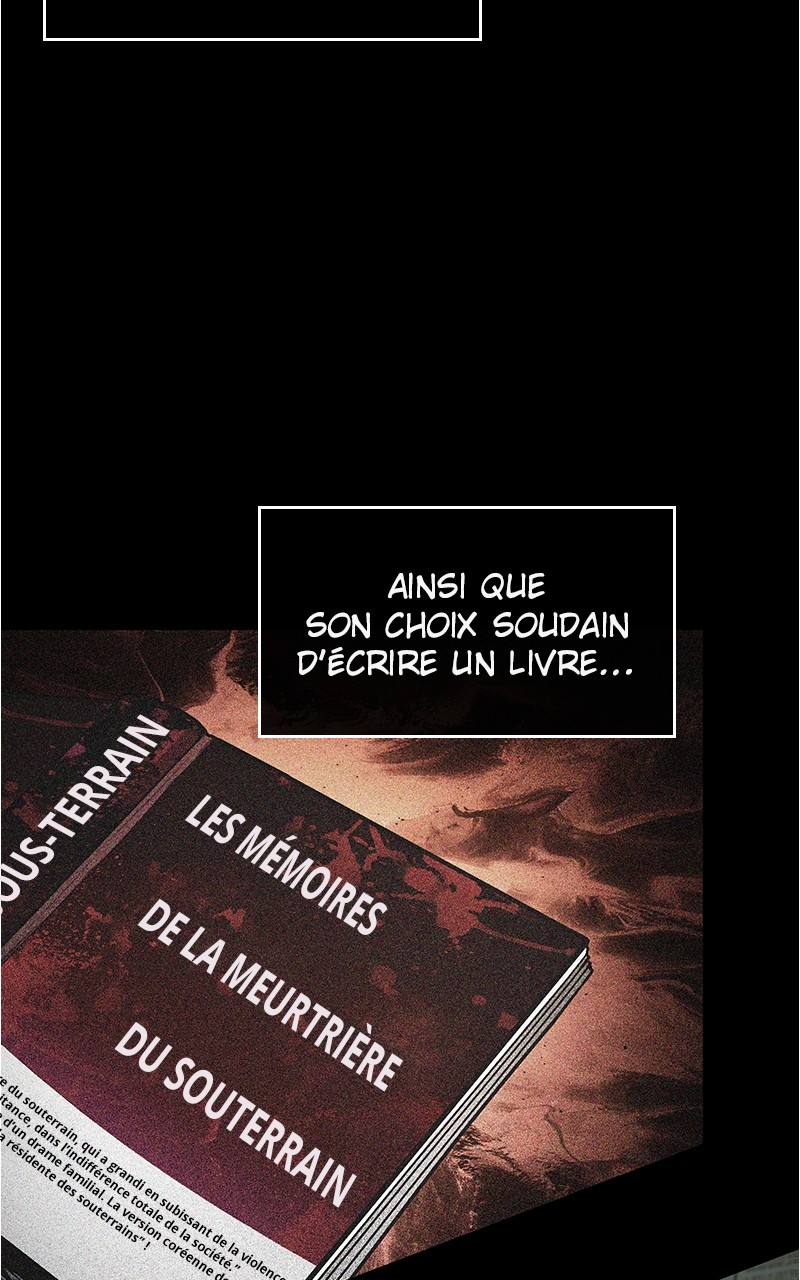 AINSI QUE
SON CHOIX SOUDAIN
D'ÉCRIRE UN LIVRE...
OUS-TERRAIN
LES MÉMOIRES
DE LA MEURTRIÈRE
DU SOUTERRAIN
e du souterrain, qui a grandi en subissant de la violence
itance, dans l'indifférence totale de la société."
d'un drame familial. La version coréenne de
la résidente des souterrains" !